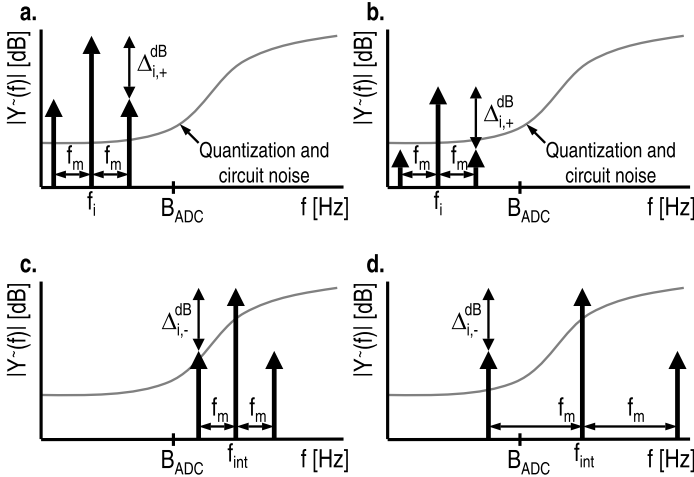 a.
|Y~(f)| [dB]
Δi,+dB
fm fm
Quantization and
circuit noise
fi
BADC
f [Hz]
b.
|Y~(f)| [dB]
Δi,+dB
fm fm
Quantization and
circuit noise
fi
BADC
f [Hz]
c.
|Y~(f)| [dB]
Δi,-dB
fm fm
BADC
fint
f [Hz]
d.
|Y~(f)| [dB]
Δi,-dB
fm fm
BADC
fint
f [Hz]